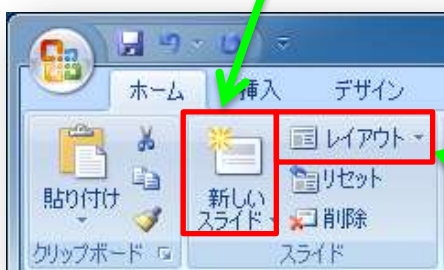 ホーム 挿入 デザイン
貼り付け
新しい
スライド
レイアウト
リセット
削除
クリップボード
スライド